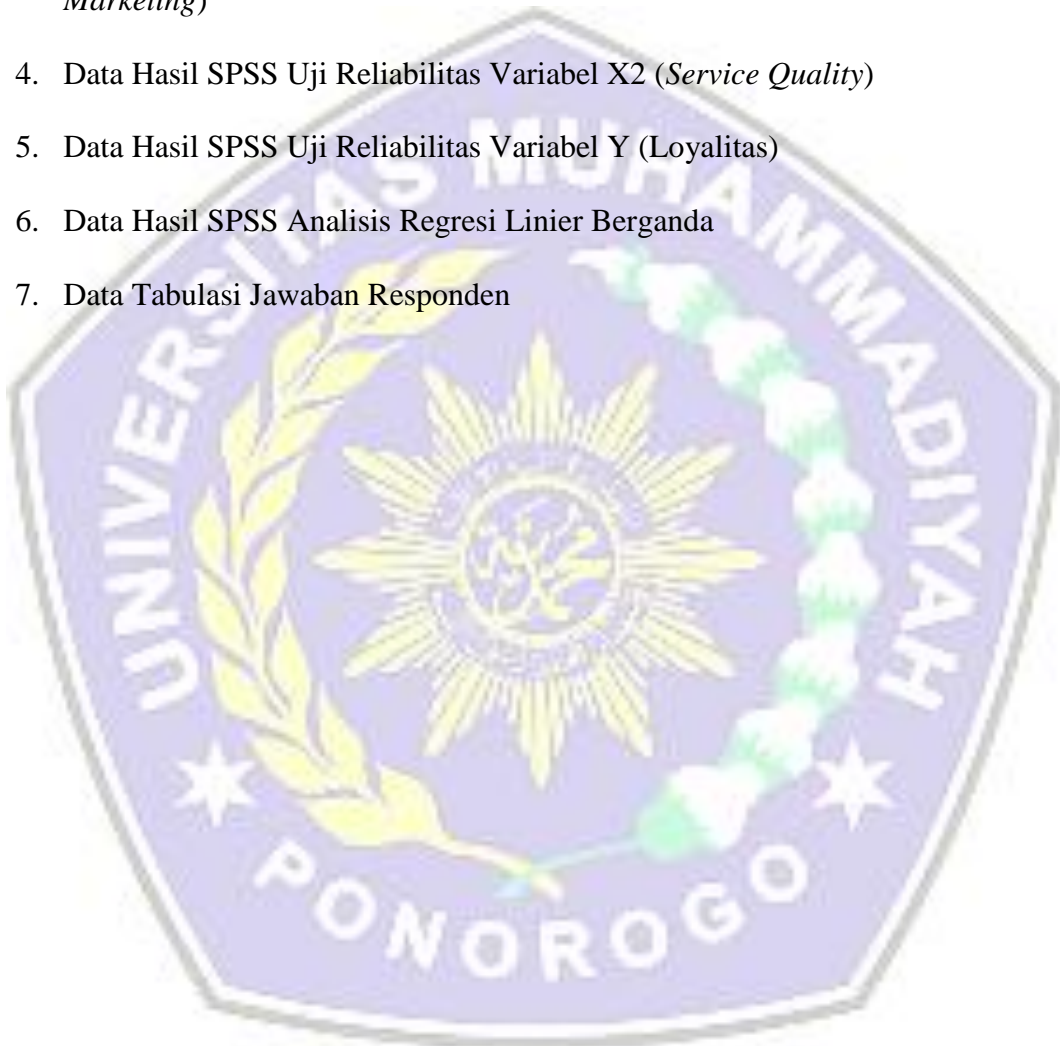 Marketing)
4. Data Hasil SPSS Uji Reliabilitas Variabel X2 (Service Quality)
5. Data Hasil SPSS Uji Reliabilitas Variabel Y (Loyalitas)
6. Data Hasil SPSS Analisis Regresi Linier Berganda
7. Data Tabulasi Jawaban Responden
UNIVERSITAS MUHAMMADIYAH
PONOROGO